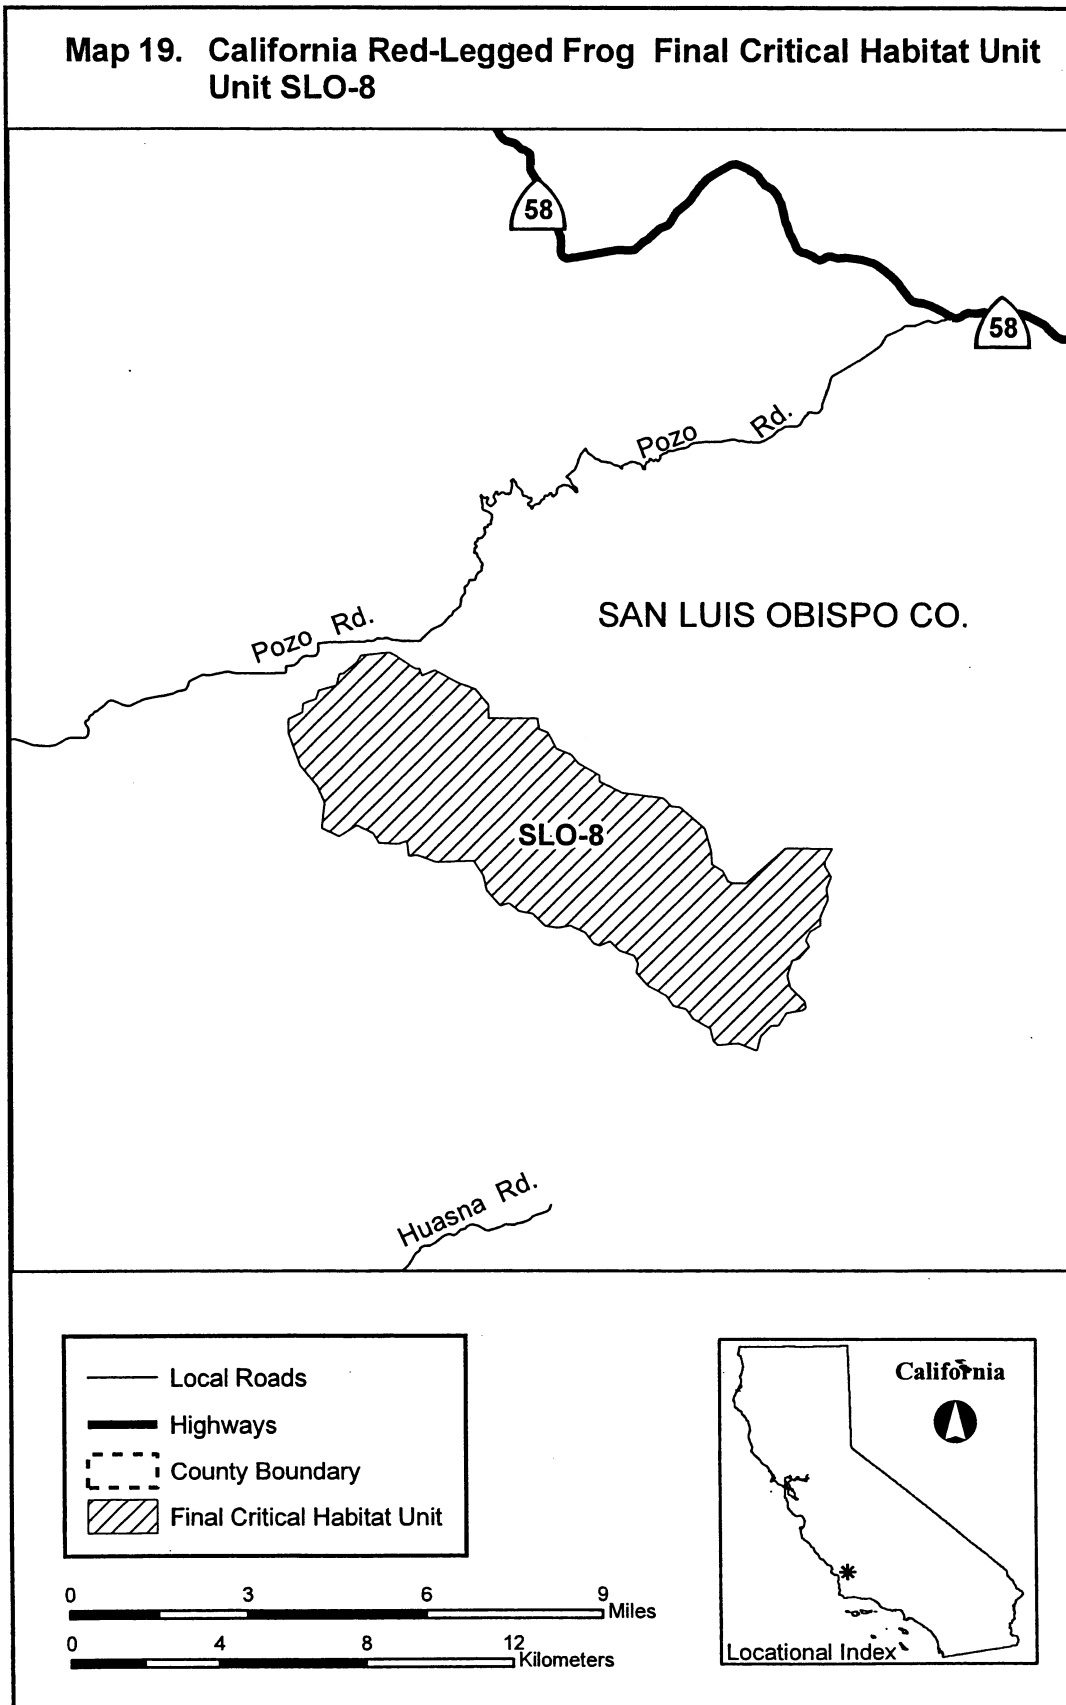 Map 19. California Red-Legged Frog Final Critical Habitat Unit
Unit SLO-8
58
58
Pozo Rd.
SAN LUIS OBISPO CO.
Pozo Rd.
SLO-8
Huasna Rd.
Local Roads
Highways
County Boundary
Final Critical Habitat Unit
0 3 6 9 Miles
0 4 8 12 Kilometers
California
Locational Index